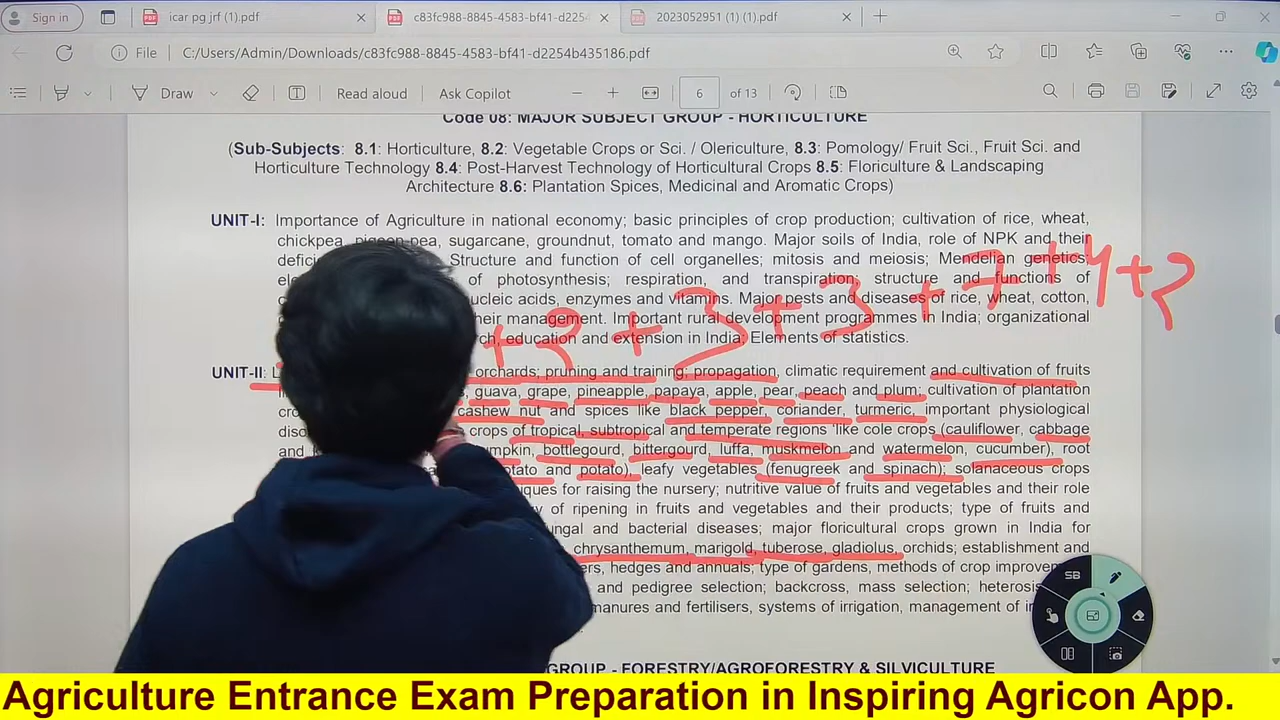 Sign in
icar pg jrf (1).pdf
c83fc988-8845-4583-bf41-d2254
2023052951 (1) (1).pdf
File
C:/Users/Admin/Downloads/c83fc988-8845-4583-bf41-d2254b435186.pdf
Draw
Read aloud
Ask Copilot
6 of 13
Code 08: MAJOR SUBJECT GROUP - HORTICULTURE
(Sub-Subjects: 8.1: Horticulture, 8.2: Vegetable Crops or Sci. / Olericulture, 8.3: Pomology/ Fruit Sci., Fruit Sci. and
Horticulture Technology 8.4: Post-Harvest Technology of Horticultural Crops 8.5: Floriculture & Landscaping
Architecture 8.6: Plantation Spices, Medicinal and Aromatic Crops)
UNIT-I: Importance of Agriculture in national economy; basic principles of crop production; cultivation of rice, wheat,
chickpea, pigeon-pea, sugarcane, groundnut, tomato and mango. Major soils of India, role of NPK and their
Structure and function of cell organelles; mitosis and meiosis; Mendelian genetics;
of photosynthesis; respiration, and transpiration; structure and functions of
nucleic acids, enzymes and vitamins. Major pests and diseases of rice, wheat, cotton,
their management. Important rural development programmes in India; organizational
education and extension in India; Elements of statistics.
+ 2 + 3 + 3 + 7 + 4 + 2
UNIT-II: orchards; pruning and training; propagation, climatic requirement and cultivation of fruits
guava, grape, pineapple, papaya, apple, pear, peach and plum; cultivation of plantation
cashew nut and spices like black pepper, coriander, turmeric, important physiological
crops of tropical, subtropical and temperate regions 'like cole crops (cauliflower, cabbage
and bottlegourd, bittergourd, luffa, muskmelon and watermelon, cucumber), root
and potato), leafy vegetables (fenugreek and spinach); solanaceous crops
for raising the nursery; nutritive value of fruits and vegetables and their role
of ripening in fruits and vegetables and their products; type of fruits and
and bacterial diseases; major floricultural crops grown in India for
chrysanthemum, marigold, tuberose, gladiolus, orchids; establishment and
hedges and annuals; type of gardens, methods of crop
and pedigree selection; backcross, mass selection;
manures and fertilisers, systems of irrigation, management of
GROUP - FORESTRY/AGROFORESTRY & SILVICULTURE
Agriculture Entrance Exam Preparation in Inspiring Agricon App.